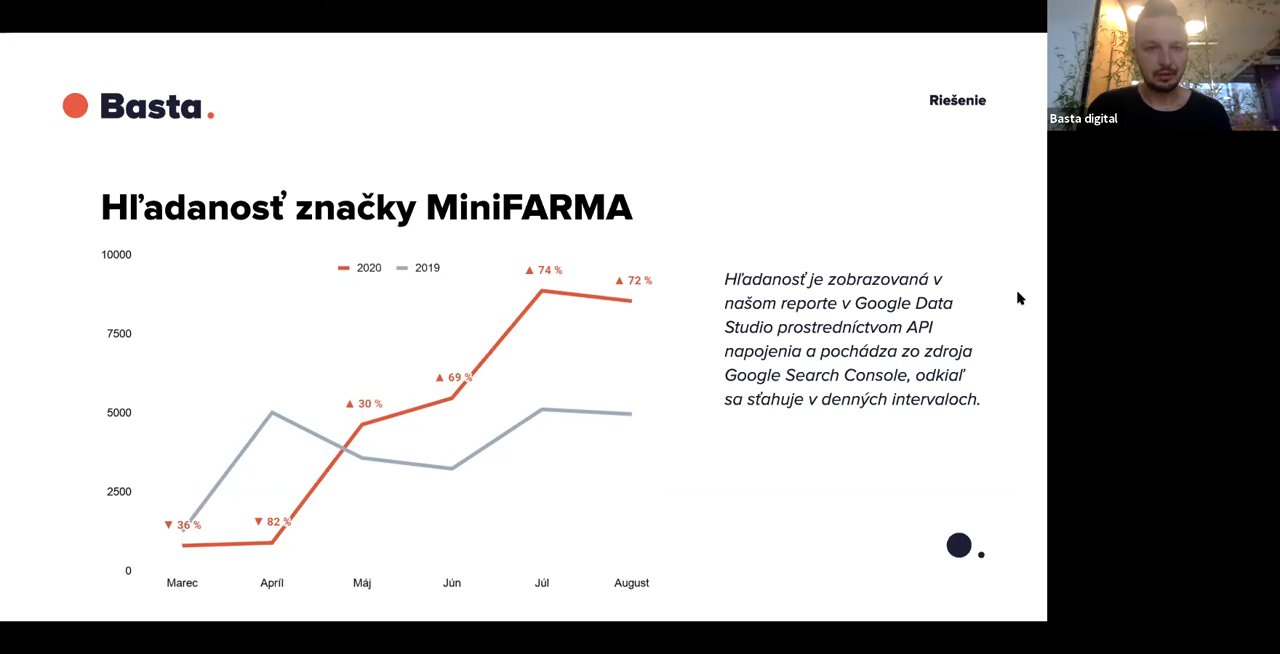 Basta.
Riešenie
Basta digital
Hľadanosť značky MiniFARMA
10000
7500
5000
2500
0
2020 2019
▼ 36 %
▼ 82 %
▲ 30 %
▲ 69 %
▲ 74 %
▲ 72 %
Marec Apríl Máj Jún Júl August
Hľadanosť je zobrazovaná v
našom reporte v Google Data
Studio prostredníctvom API
napojenia a pochádza zo zdroja
Google Search Console, odkiaľ
sa sťahuje v denných intervaloch.